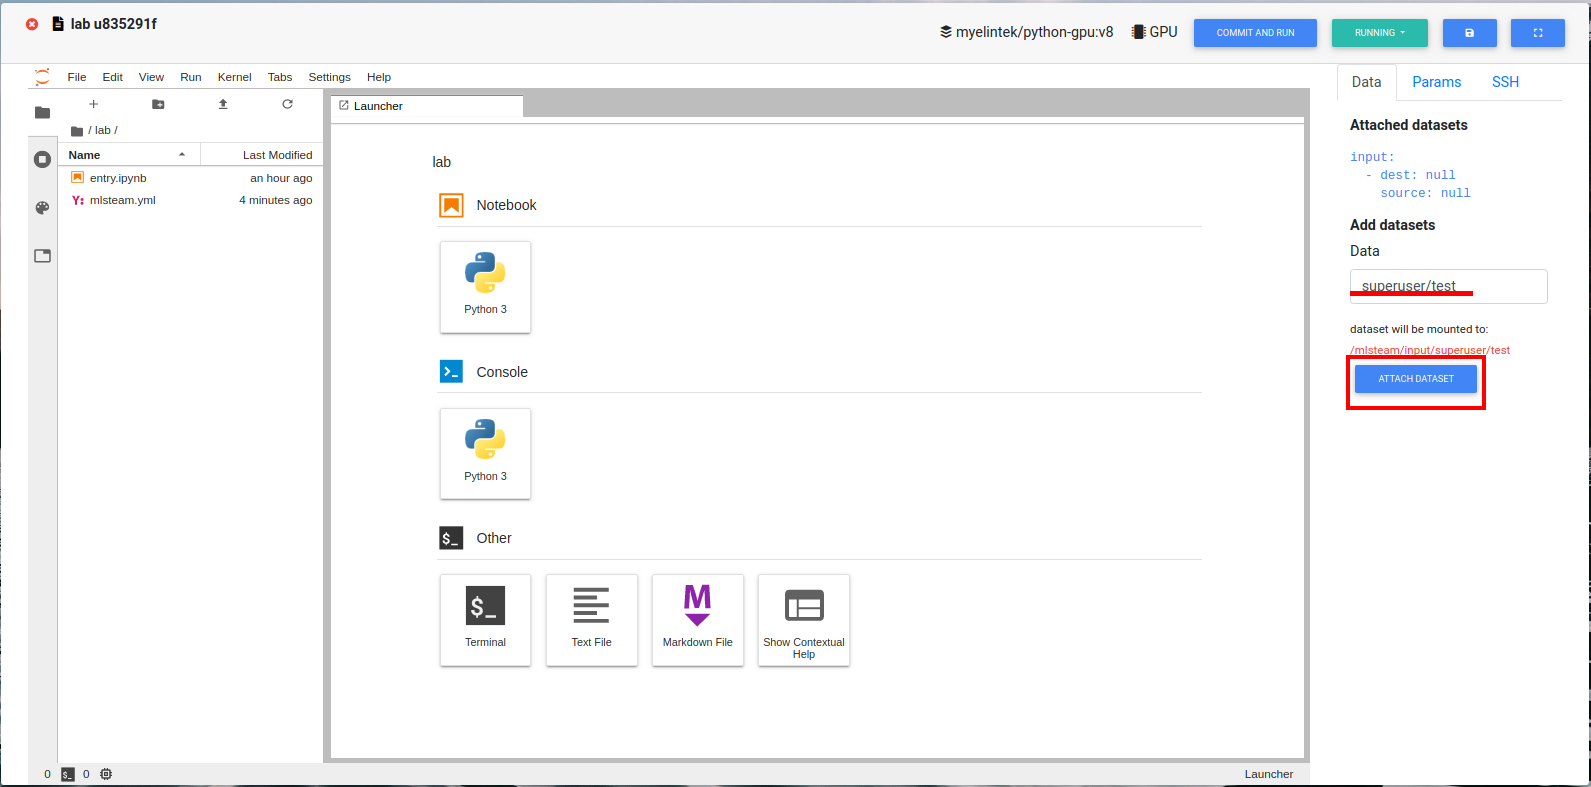 lab u835291f
myelintek/python-gpu:v8
GPU
COMMIT AND RUN
RUNNING
File Edit View Run Kernel Tabs Settings Help
/ lab /
Name Last Modified
entry.ipynb an hour ago
Y: mlsteam.yml 4 minutes ago
Launcher
lab
Notebook
Python 3
Console
Python 3
$_ Other
$_
Terminal
Text File
M
Markdown File
Show Contextual
Help
Data Params SSH
Attached datasets
input:
- dest: null
source: null
Add datasets
Data
superuser/test
dataset will be mounted to:
/mlsteam/input/superuser/test
ATTACH DATASET
0 $_ 0
Launcher